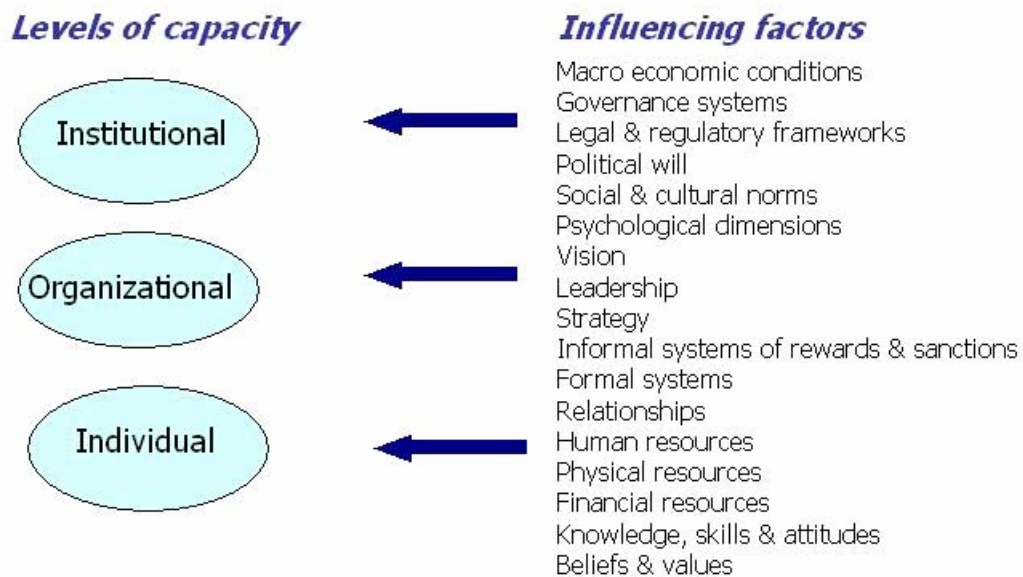 Levels of capacity
Institutional
Organizational
Individual
Influencing factors
Macro economic conditions
Governance systems
Legal & regulatory frameworks
Political will
Social & cultural norms
Psychological dimensions
Vision
Leadership
Strategy
Informal systems of rewards & sanctions
Formal systems
Relationships
Human resources
Physical resources
Financial resources
Knowledge, skills & attitudes
Beliefs & values